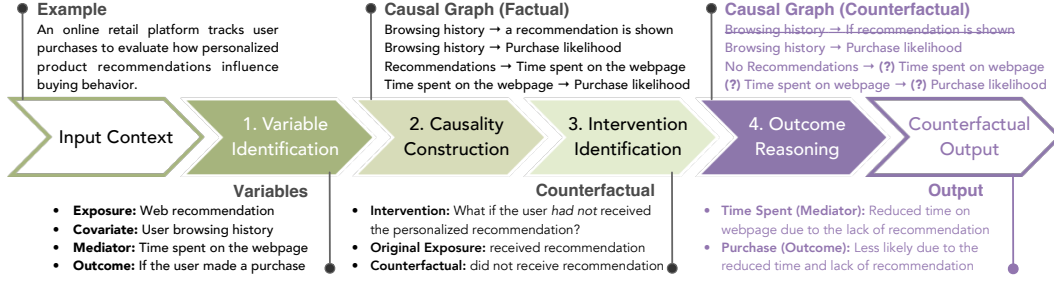 Example
An online retail platform tracks user
purchases to evaluate how personalized
product recommendations influence
buying behavior.
Causal Graph (Factual)
Browsing history → a recommendation is shown
Browsing history → Purchase likelihood
Recommendations → Time spent on the webpage
Time spent on the webpage → Purchase likelihood
Causal Graph (Counterfactual)
Browsing history → If recommendation is shown
Browsing history → Purchase likelihood
No Recommendations → (?) Time spent on webpage
(?) Time spent on webpage → (?) Purchase likelihood
Input Context
1. Variable
Identification
2. Causality
Construction
3. Intervention
Identification
4. Outcome
Reasoning
Counterfactual
Output
Variables
• Exposure: Web recommendation
• Covariate: User browsing history
• Mediator: Time spent on the webpage
• Outcome: If the user made a purchase
Counterfactual
• Intervention: What if the user had not received
the personalized recommendation?
• Original Exposure: received recommendation
• Counterfactual: did not receive recommendation
Output
• Time Spent (Mediator): Reduced time on
webpage due to the lack of recommendation
• Purchase (Outcome): Less likely due to the
reduced time and lack of recommendation